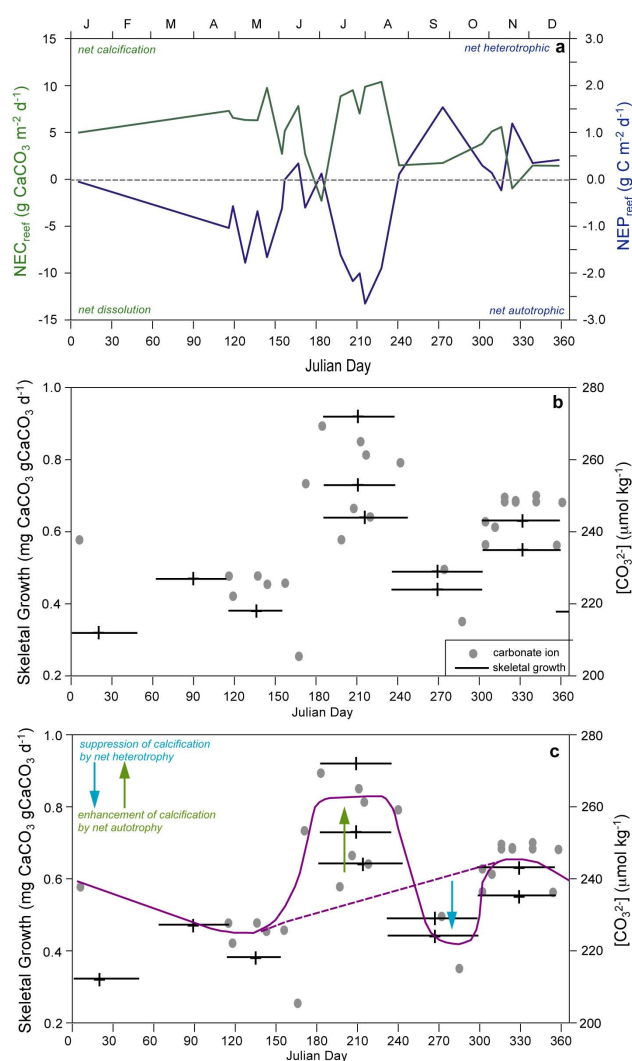 J F M A M J J A S O N D
15 3.0
net calcification net heterotrophic a
10 2.0
5 1.0
0 0.0
-5 -1.0
-10 -2.0
net dissolution net autotrophic
-15 -3.0
NEC_reef (g CaCO₃ m⁻² d⁻¹)
NEP_reef (g C m⁻² d⁻¹)
0 30 60 90 120 150 180 210 240 270 300 330 360
Julian Day
1.0 280
b
0.8 260
0.6 240
0.4 220
0.2 200
Skeletal Growth (mg CaCO₃ gCaCO₃ d⁻¹)
[CO₃²⁻] (μmol kg⁻¹)
carbonate ion
skeletal growth
0 30 60 90 120 150 180 210 240 270 300 330 360
Julian Day
1.0 280
suppression of calcification
by net heterotrophy
c
enhancement of calcification
by net autotrophy
0.8 260
0.6 240
0.4 220
0.2 200
Skeletal Growth (mg CaCO₃ gCaCO₃ d⁻¹)
[CO₃²⁻] (μmol kg⁻¹)
0 30 60 90 120 150 180 210 240 270 300 330 360
Julian Day